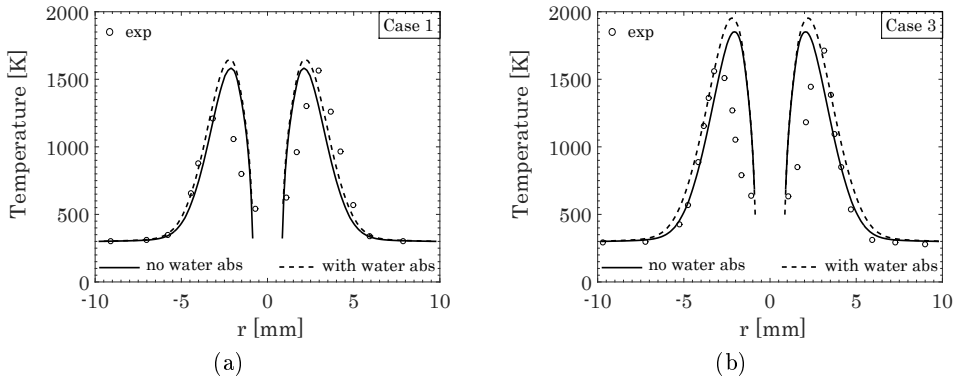 2000
1500
1000
500
0
-10
-5
0
5
10
Temperature [K]
r [mm]
exp
Case 1
no water abs
with water abs
(a)
2000
1500
1000
500
0
-10
-5
0
5
10
Temperature [K]
r [mm]
exp
Case 3
no water abs
with water abs
(b)